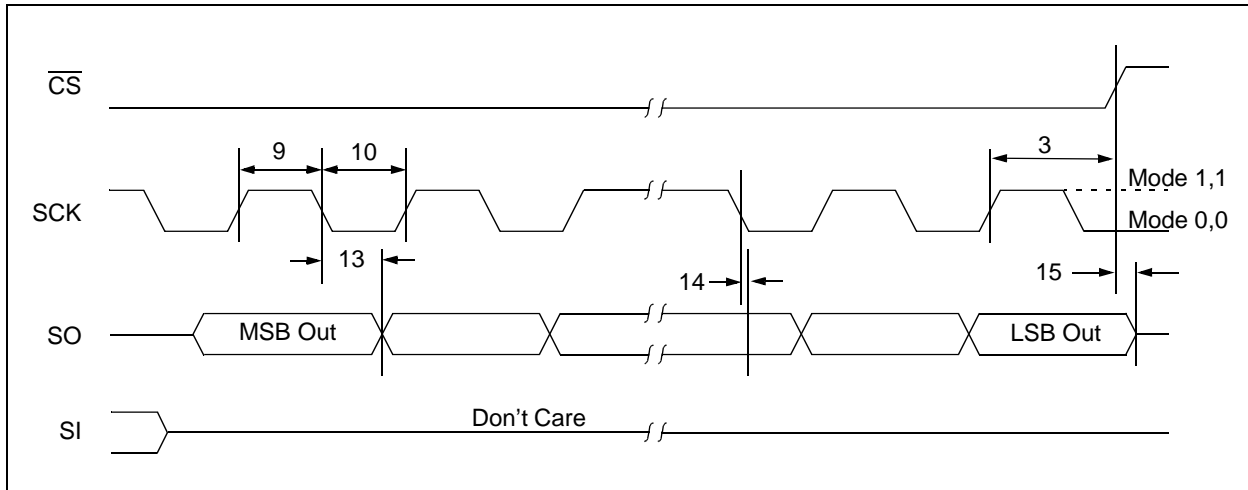 CS
9
10
3
Mode 1,1
SCK
Mode 0,0
13
14
15
SO
MSB Out
LSB Out
Don't Care
SI